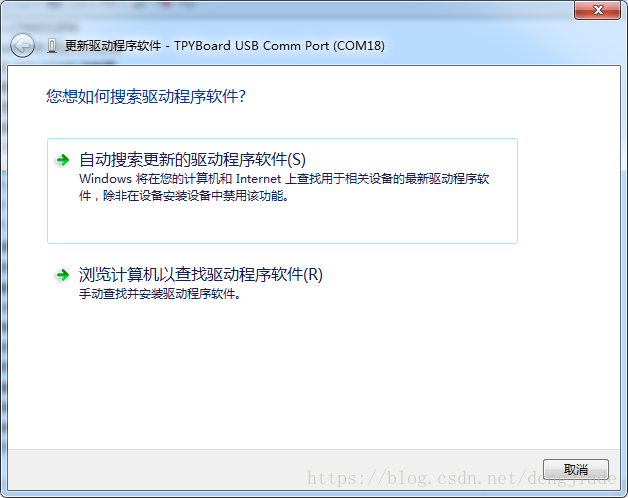 更新驱动程序软件 - TPYBoard USB Comm Port (COM18)
您想如何搜索驱动程序软件?
自动搜索更新的驱动程序软件(S)
Windows 将在您的计算机和 Internet 上查找用于相关设备的最新驱动程序软
件，除非在设备安装设备中禁用该功能。
浏览计算机以查找驱动程序软件(R)
手动查找并安装驱动程序软件。
取消
https://blog.csdn.net/dengjiade